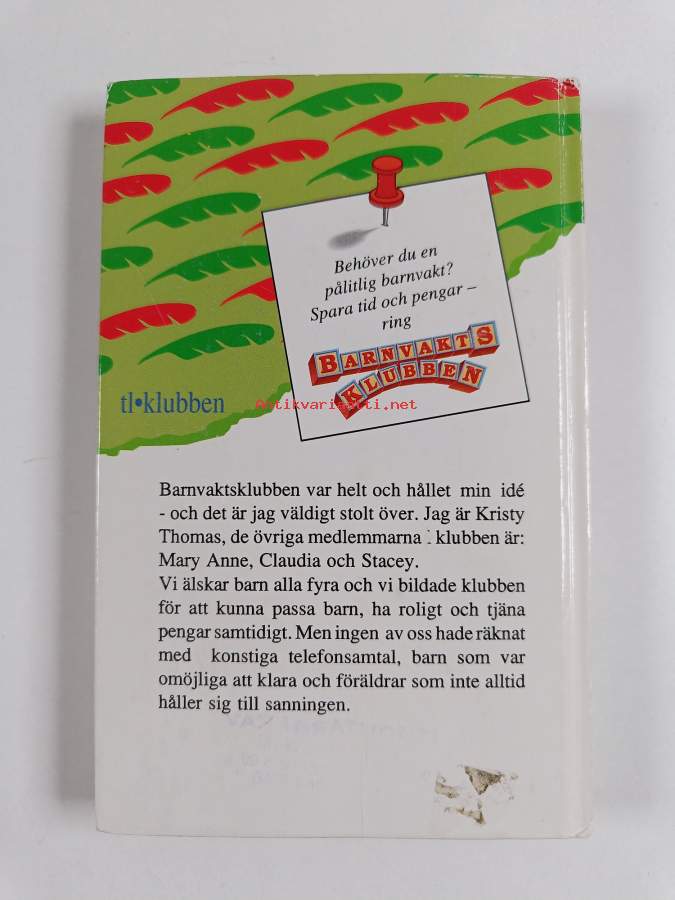 Behöver du en
pålitlig barnvakt?
Spara tid och pengar –
ring
BARNVAKTS
KLUBBEN
tl•klubben
Antikvariaatti.net
Barnvaktsklubben var helt och hållet min idé
- och det är jag väldigt stolt över. Jag är Kristy
Thomas, de övriga medlemmarna i klubben är:
Mary Anne, Claudia och Stacey.
Vi älskar barn alla fyra och vi bildade klubben
för att kunna passa barn, ha roligt och tjäna
pengar samtidigt. Men ingen av oss hade räknat
med konstiga telefonsamtal, barn som var
omöjliga att klara och föräldrar som inte alltid
håller sig till sanningen.